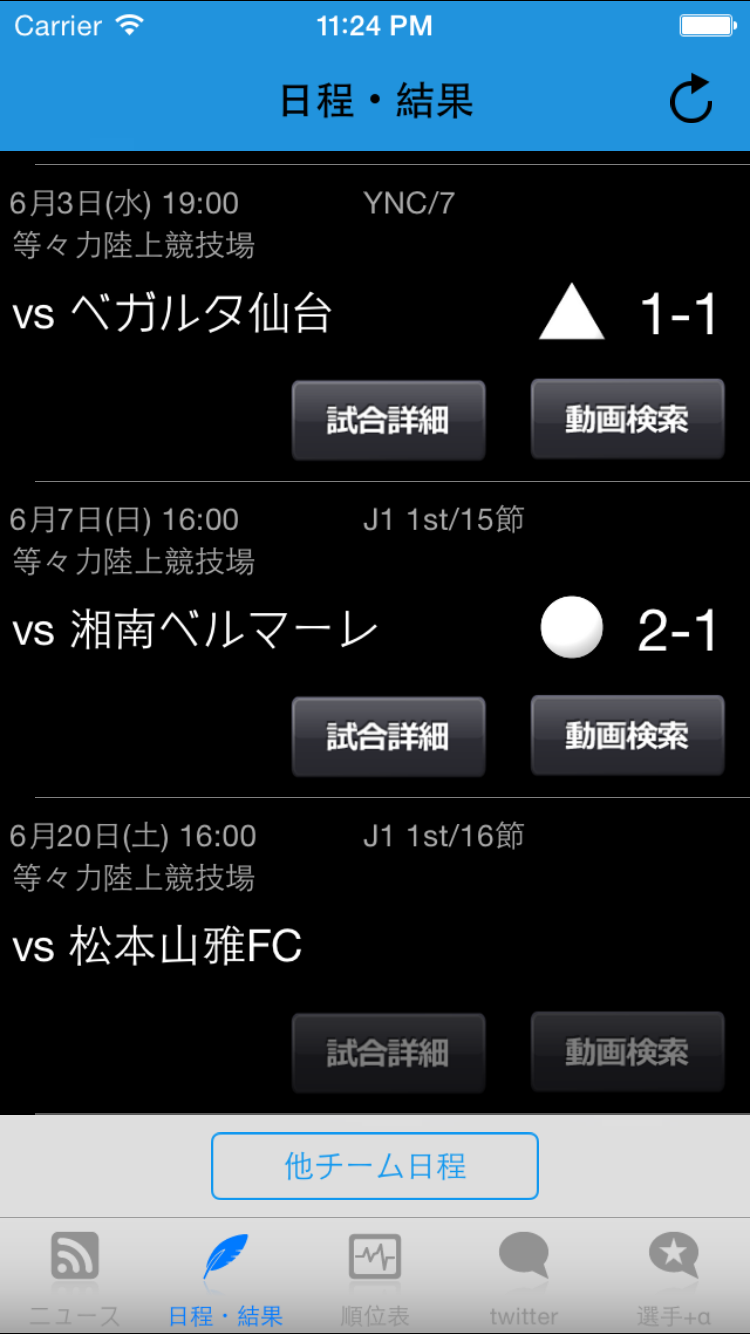 Carrier 11:24 PM
日程・結果
6月3日(水) 19:00 YNC/7
等々力陸上競技場
vs ベガルタ仙台 1-1
試合詳細 動画検索
6月7日(日) 16:00 J1 1st/15節
等々力陸上競技場
vs 湘南ベルマーレ 2-1
試合詳細 動画検索
6月20日(土) 16:00 J1 1st/16節
等々力陸上競技場
vs 松本山雅FC
試合詳細 動画検索
他チーム日程
ニュース 日程・結果 順位表 twitter 選手+α